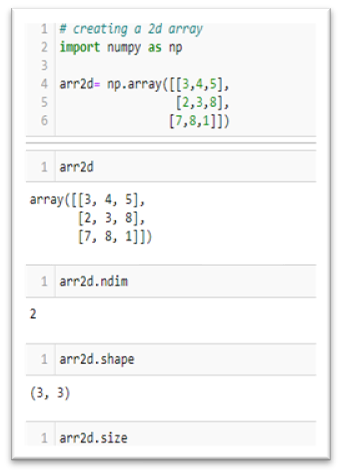 1 # creating a 2d array
2 import numpy as np
3
4 arr2d= np.array([[3,4,5],
5 [2,3,8],
6 [7,8,1]])
1 arr2d
array([[3, 4, 5],
[2, 3, 8],
[7, 8, 1]])
1 arr2d.ndim
2
1 arr2d.shape
(3, 3)
1 arr2d.size